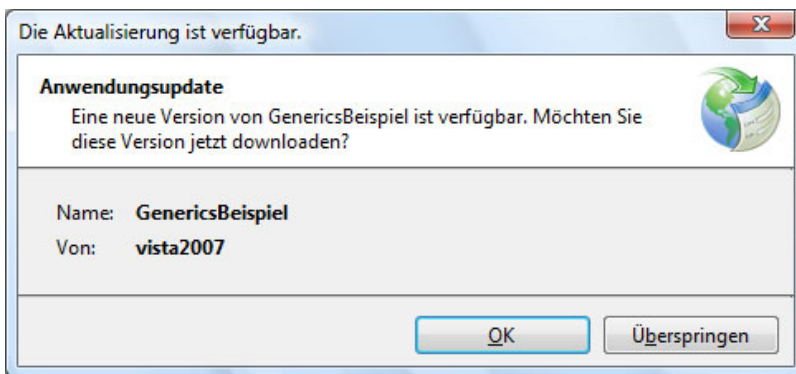 Die Aktualisierung ist verfügbar.
Anwendungsupdate
Eine neue Version von GenericsBeispiel ist verfügbar. Möchten Sie
diese Version jetzt downloaden?
Name: GenericsBeispiel
Von: vista2007
OK Überspringen